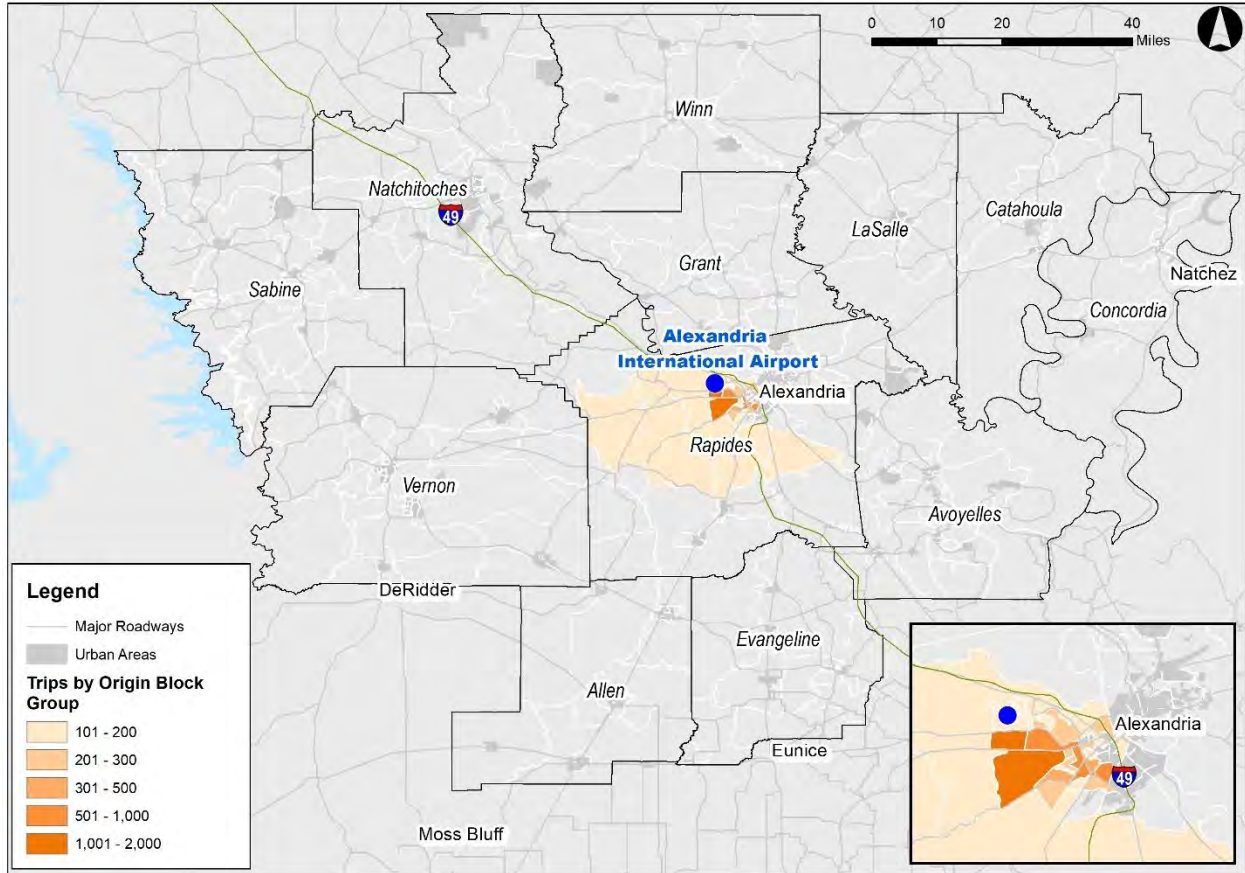 0 20 40
Miles
Winn
Natchitoches
49
LaSalle
Catahoula
Grant
Natchez
Sabine
Concordia
Alexandria
International Airport
Alexandria
Rapides
Vernon
Avoyelles
DeRidder
Evangeline
Allen
Eunice
Moss Bluff
Legend
Major Roadways
Urban Areas
Trips by Origin Block
Group
101 - 200
201 - 300
301 - 500
501 - 1,000
1,001 - 2,000
Alexandria
49